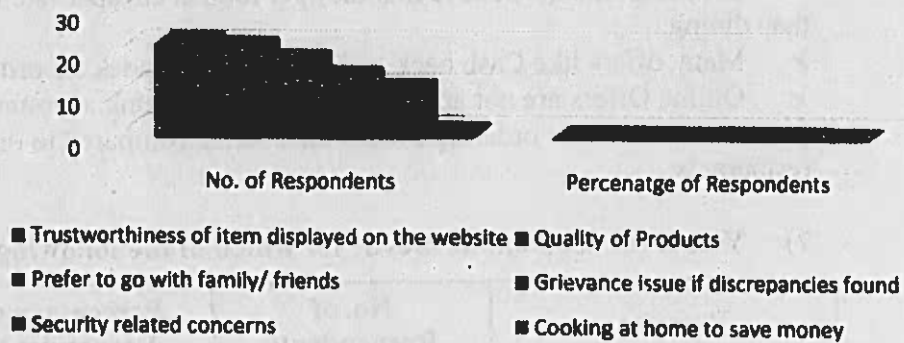 that dining
30
20
10
0
No. of Respondents
Percenatge of Respondents
■ Trustworthiness of item displayed on the website ■ Quality of Products
■ Prefer to go with family/ friends ■ Grievance issue if discrepancies found
■ Security related concerns ■ Cooking at home to save money